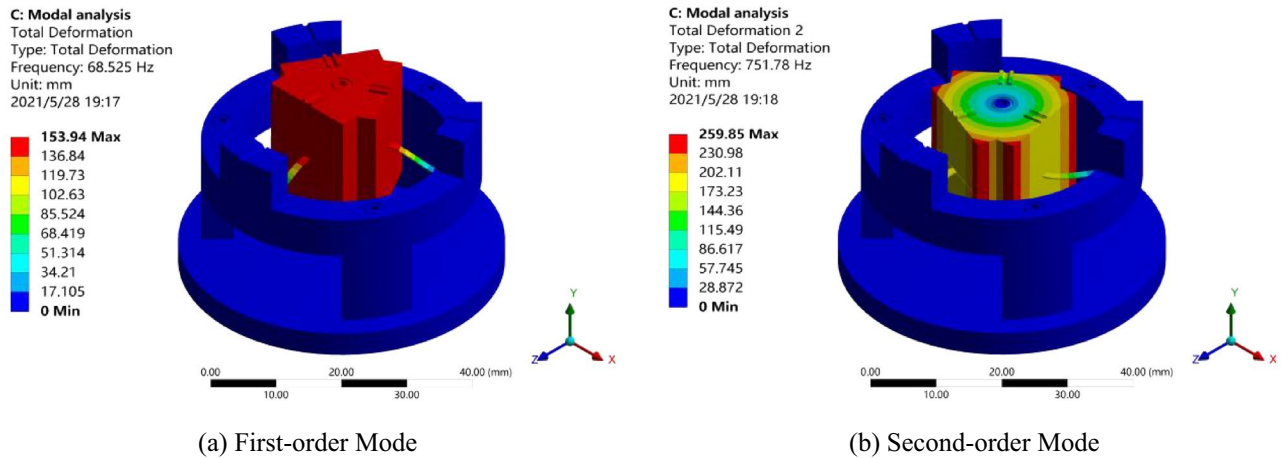 C: Modal analysis
Total Deformation
Type: Total Deformation
Frequency: 68.525 Hz
Unit: mm
2021/5/28 19:17
153.94 Max
136.84
119.73
102.63
85.524
68.419
51.314
34.21
17.105
0 Min
Y
Z
X
0.00
20.00
40.00 (mm)
10.00
30.00
(a) First-order Mode
C: Modal analysis
Total Deformation 2
Type: Total Deformation
Frequency: 751.78 Hz
Unit: mm
2021/5/28 19:18
259.85 Max
230.98
202.11
173.23
144.36
115.49
86.617
57.745
28.872
0 Min
Y
Z
X
0.00
20.00
40.00 (mm)
10.00
30.00
(b) Second-order Mode